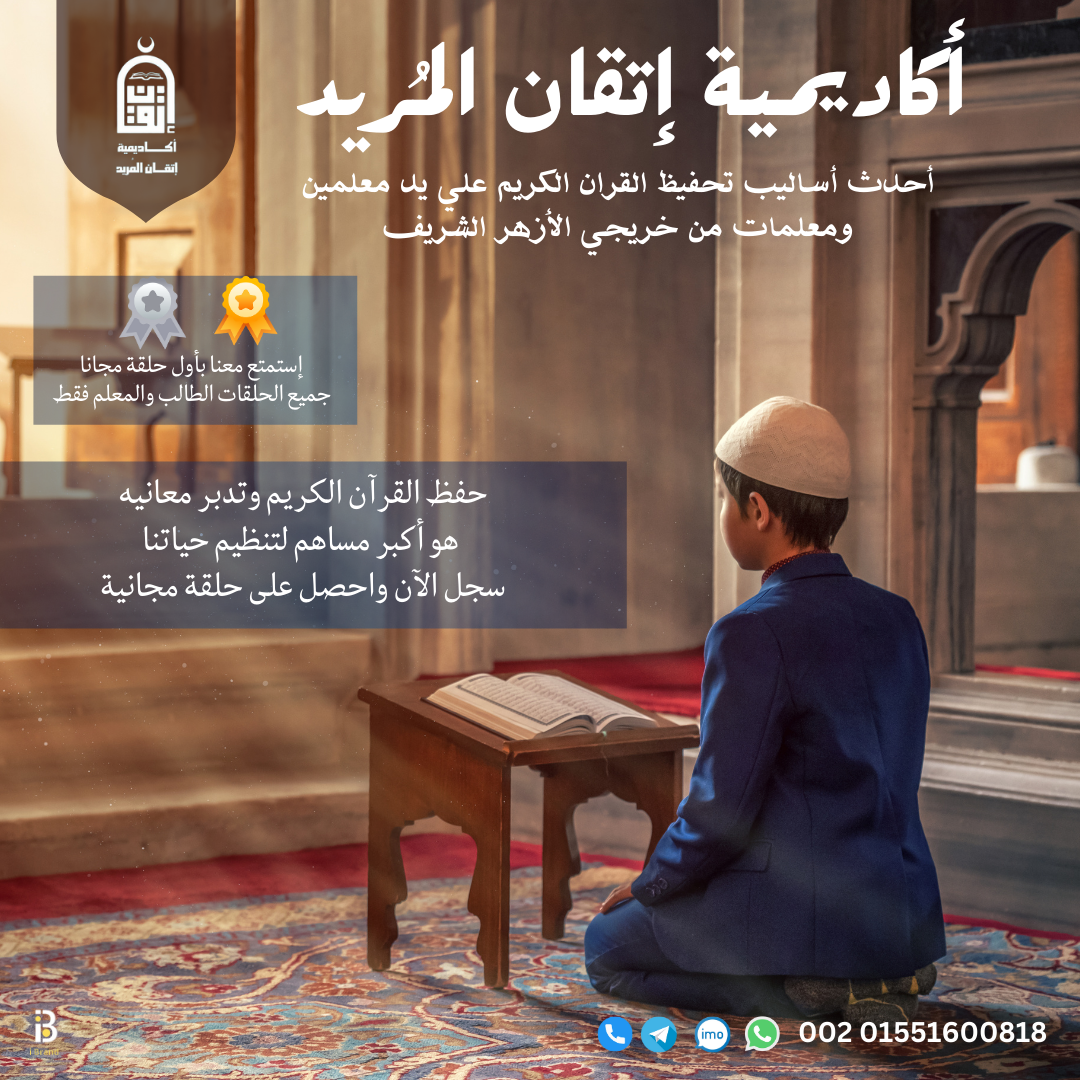 أكاديمية إتقان المُريد
أحدث أساليب تحفيظ القران الكريم علي يد معلمين
ومعلمات من خريجي الأزهر الشريف
إتقان
أكاديمية
إتقان المريد
إستمتع معنا بأول حلقة مجانا
جميع الحلقات الطالب والمعلم فقط
حفظ القرآن الكريم وتدبر معانيه
هو أكبر مساهم لتنظيم حياتنا
سجل الآن واحصل على حلقة مجانية
B
imo
002 01551600818